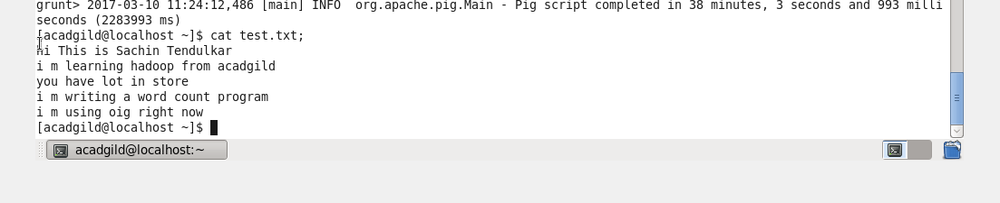 grunt> 2017-03-10 11:24:12,486 [main] INFO  org.apache.pig.Main - Pig script completed in 38 minutes, 3 seconds and 993 milli
seconds (2283993 ms)
[acadgild@localhost ~]$ cat test.txt;
hi This is Sachin Tendulkar
i m learning hadoop from acadgild
you have lot in store
i m writing a word count program
i m using oig right now
[acadgild@localhost ~]$
acadgild@localhost:~